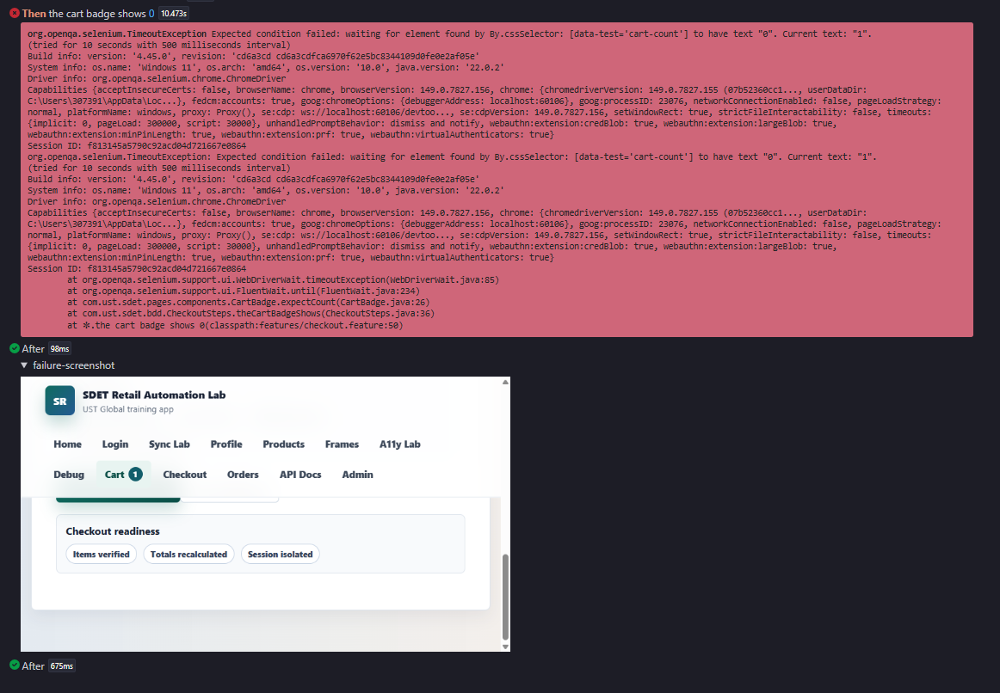 Then the cart badge shows 0 10.473s
org.openqa.selenium.TimeoutException Expected condition failed: waiting for element found by By.cssSelector: [data-test='cart-count'] to have text "0". Current text: "1".
(tried for 10 seconds with 500 milliseconds interval)
Build info: version: '4.45.0', revision: 'cd6a3cd cd6a3cdfca6970f62e5bc8344109d0fe0e2af05e'
System info: os.name: 'Windows 11', os.arch: 'amd64', os.version: '10.0', java.version: '22.0.2'
Driver info: org.openqa.selenium.chrome.ChromeDriver
Capabilities {acceptInsecureCerts: false, browserName: chrome, browserVersion: 149.0.7827.156, chrome: {chromedriverVersion: 149.0.7827.155 (07b52360cc1..., userDataDir:
C:\Users\307391\AppData\Loc...}, fedcm:accounts: true, goog:chromeOptions: {debuggerAddress: localhost:60106}, goog:processID: 23076, networkConnectionEnabled: false, pageLoadStrategy:
normal, platformName: windows, proxy: Proxy(), se:cdp: ws://localhost:60106/devtoo..., se:cdpVersion: 149.0.7827.156, setWindowRect: true, strictFileInteractability: false, timeouts:
{implicit: 0, pageLoad: 300000, script: 30000}, unhandledPromptBehavior: dismiss and notify, webauthn:extension:credBlob: true, webauthn:extension:largeBlob: true,
webauthn:extension:minPinLength: true, webauthn:extension:prf: true, webauthn:virtualAuthenticators: true}
Session ID: f813145a5790c92acd04d721667e0864
org.openqa.selenium.TimeoutException: Expected condition failed: waiting for element found by By.cssSelector: [data-test='cart-count'] to have text "0". Current text: "1".
(tried for 10 seconds with 500 milliseconds interval)
Build info: version: '4.45.0', revision: 'cd6a3cd cd6a3cdfca6970f62e5bc8344109d0fe0e2af05e'
System info: os.name: 'Windows 11', os.arch: 'amd64', os.version: '10.0', java.version: '22.0.2'
Driver info: org.openqa.selenium.chrome.ChromeDriver
Capabilities {acceptInsecureCerts: false, browserName: chrome, browserVersion: 149.0.7827.156, chrome: {chromedriverVersion: 149.0.7827.155 (07b52360cc1..., userDataDir:
C:\Users\307391\AppData\Loc...}, fedcm:accounts: true, goog:chromeOptions: {debuggerAddress: localhost:60106}, goog:processID: 23076, networkConnectionEnabled: false, pageLoadStrategy:
normal, platformName: windows, proxy: Proxy(), se:cdp: ws://localhost:60106/devtoo..., se:cdpVersion: 149.0.7827.156, setWindowRect: true, strictFileInteractability: false, timeouts:
{implicit: 0, pageLoad: 300000, script: 30000}, unhandledPromptBehavior: dismiss and notify, webauthn:extension:credBlob: true, webauthn:extension:largeBlob: true,
webauthn:extension:minPinLength: true, webauthn:extension:prf: true, webauthn:virtualAuthenticators: true}
Session ID: f813145a5790c92acd04d721667e0864
at org.openqa.selenium.support.ui.WebDriverWait.timeoutException(WebDriverWait.java:85)
at org.openqa.selenium.support.ui.FluentWait.until(FluentWait.java:234)
at com.ust.sdet.pages.components.CartBadge.expectCount(CartBadge.java:26)
at com.ust.sdet.bdd.CheckoutSteps.theCartBadgeShows(CheckoutSteps.java:36)
at ✽.the cart badge shows 0(classpath:features/checkout.feature:50)
After 98ms
failure-screenshot
SR SDET Retail Automation Lab
UST Global training app
Home Login Sync Lab Profile Products Frames A11y Lab
Debug Cart 1 Checkout Orders API Docs Admin
Checkout readiness
Items verified Totals recalculated Session isolated
After 675ms